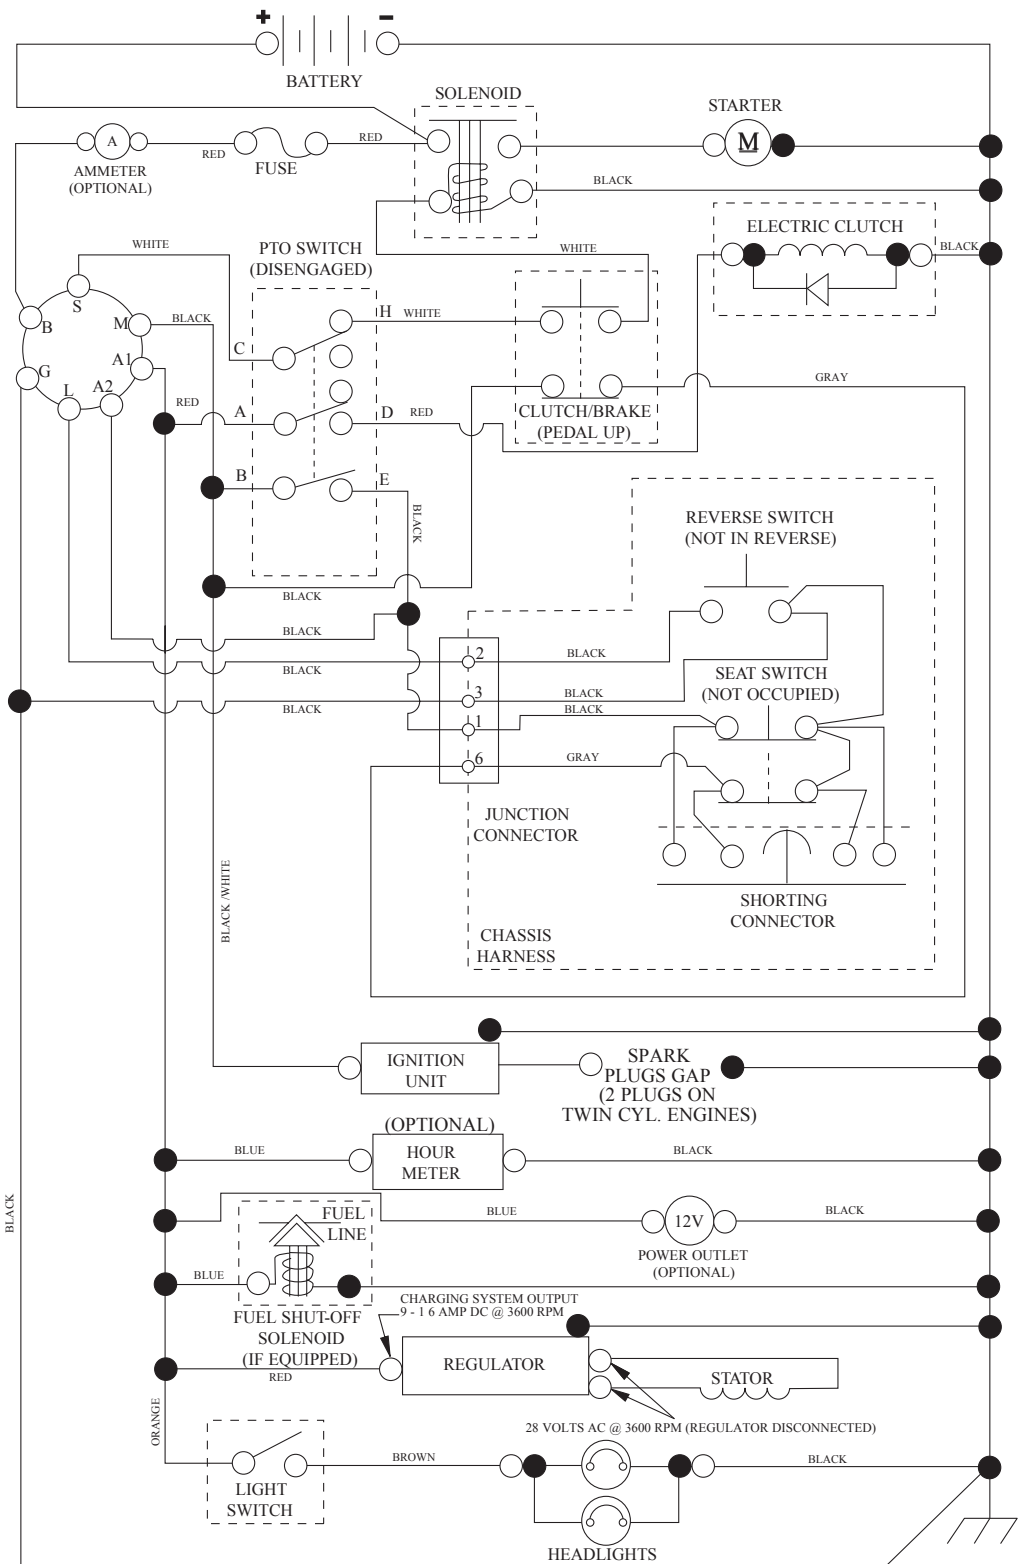 + -
BATTERY
SOLENOID
STARTER
A
M
RED
FUSE
RED
AMMETER
(OPTIONAL)
BLACK
ELECTRIC CLUTCH
BLACK
WHITE
PTO SWITCH
(DISENGAGED)
WHITE
S
B
M
BLACK
H
WHITE
C
G
A1
L
A2
RED
A
D
RED
CLUTCH/BRAKE
(PEDAL UP)
GRAY
B
E
BLACK
REVERSE SWITCH
(NOT IN REVERSE)
BLACK
BLACK
BLACK
2
BLACK
SEAT SWITCH
(NOT OCCUPIED)
BLACK
3
BLACK
BLACK
1
6
GRAY
JUNCTION
CONNECTOR
BLACK /WHITE
SHORTING
CONNECTOR
CHASSIS
HARNESS
IGNITION
UNIT
SPARK
PLUGS GAP
(2 PLUGS ON
TWIN CYL. ENGINES)
(OPTIONAL)
HOUR
METER
BLUE
BLACK
BLACK
FUEL
LINE
BLUE
12V
BLACK
POWER OUTLET
(OPTIONAL)
BLUE
CHARGING SYSTEM OUTPUT
9 - 1 6 AMP DC @ 3600 RPM
FUEL SHUT-OFF
SOLENOID
(IF EQUIPPED)
RED
REGULATOR
STATOR
28 VOLTS AC @ 3600 RPM (REGULATOR DISCONNECTED)
ORANGE
BROWN
BLACK
LIGHT
SWITCH
HEADLIGHTS